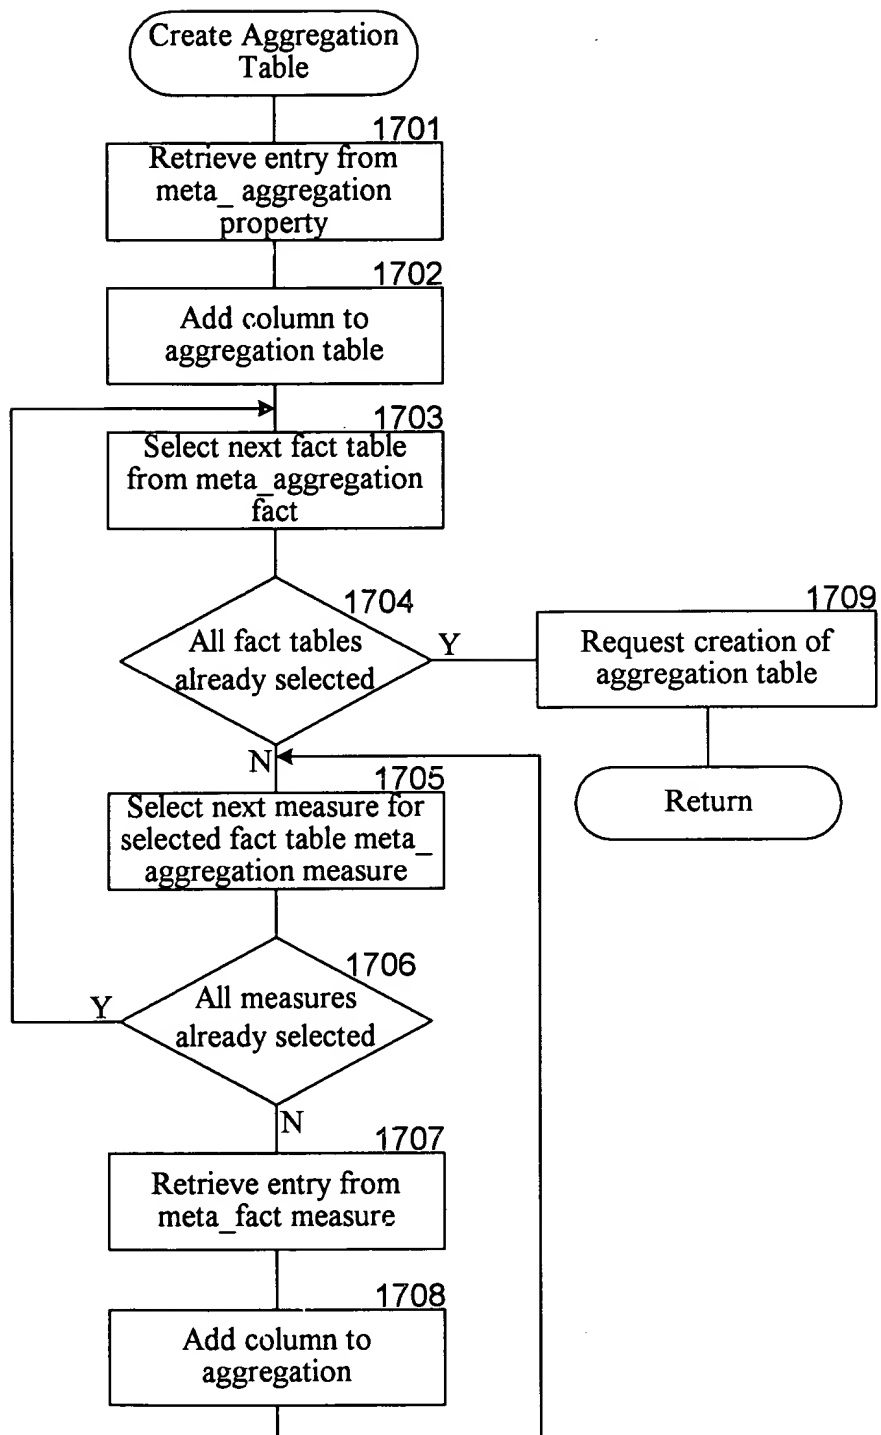 Create Aggregation
Table
1701
Retrieve entry from
meta_ aggregation
property
1702
Add column to
aggregation table
1703
Select next fact table
from meta_aggregation
fact
1704
All fact tables
already selected
Y
N
1709
Request creation of
aggregation table
Return
1705
Select next measure for
selected fact table meta_
aggregation measure
1706
All measures
already selected
Y
N
1707
Retrieve entry from
meta_fact measure
1708
Add column to
aggregation